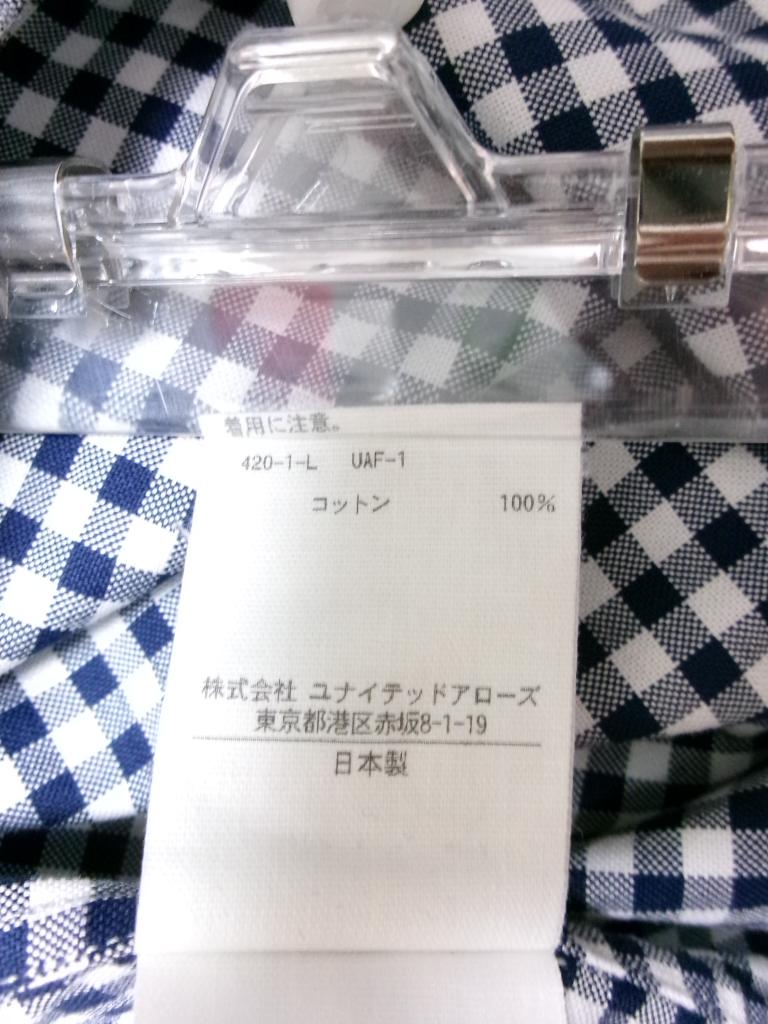 着用に注意。
420-1-L UAF-1
コットン 100%
株式会社 ユナイテッドアローズ
東京都港区赤坂8-1-19
日本製